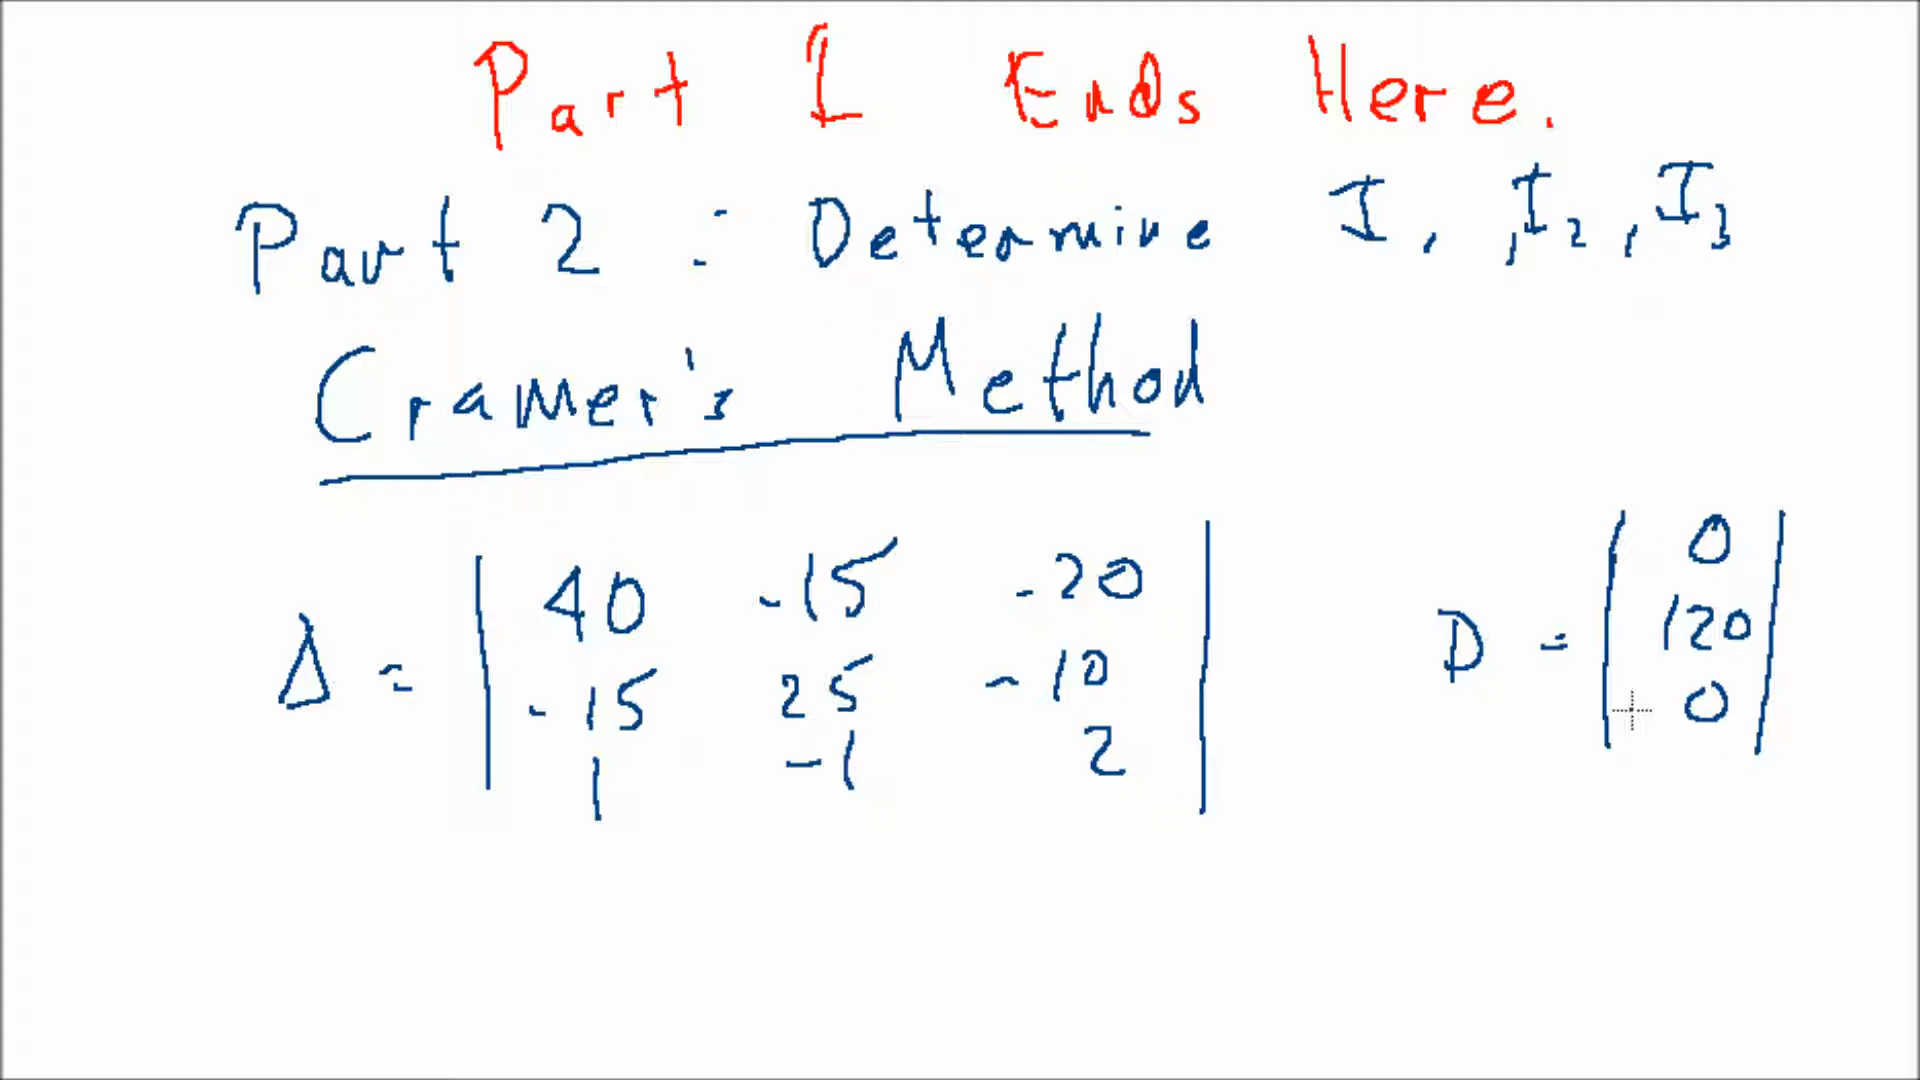 Part 1 Ends Here.
Part 2 : Determine I1, I2, I3
Cramer's Method
Δ = | 40 -15 -20 |
| -15 25 -10 |
| 1 -1 2 |
D = | 0 |
| 120 |
| 0 |